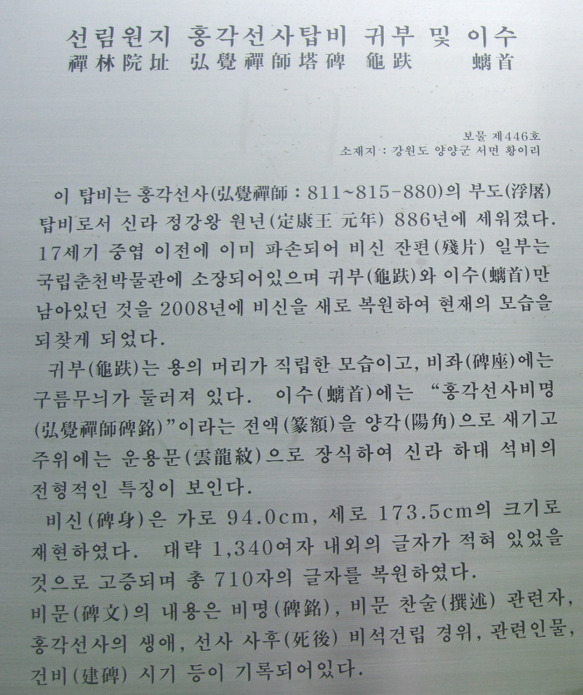 선림원지 홍각선사탑비 귀부 및 이수
禪林院址 弘覺禪師塔碑 龜趺 螭首
보물 제446호
소재지 : 강원도 양양군 서면 황이리
이 탑비는 홍각선사(弘覺禪師 : 811~815-880)의 부도(浮屠)
탑비로서 신라 정강왕 원년(定康王 元年) 886년에 세워졌다.
17세기 중엽 이전에 이미 파손되어 비신 잔편(殘片) 일부는
국립춘천박물관에 소장되어있으며 귀부(龜趺)와 이수(螭首)만
남아있던 것을 2008년에 비신을 새로 복원하여 현재의 모습을
되찾게 되었다.
귀부(龜趺)는 용의 머리가 직립한 모습이고, 비좌(碑座)에는
구름무늬가 둘러져 있다. 이수(螭首)에는 “홍각선사비명
(弘覺禪師碑銘)”이라는 전액(篆額)을 양각(陽角)으로 새기고
주위에는 운용문(雲龍紋)으로 장식하여 신라 하대 석비의
전형적인 특징이 보인다.
비신(碑身)은 가로 94.0cm, 세로 173.5cm의 크기로
재현하였다. 대략 1,340여자 내외의 글자가 적혀 있었을
것으로 고증되며 총 710자의 글자를 복원하였다.
비문(碑文)의 내용은 비명(碑銘), 비문 찬술(撰述) 관련자,
홍각선사의 생애, 선사 사후(死後) 비석건립 경위, 관련인물,
건비(建碑) 시기 등이 기록되어있다.